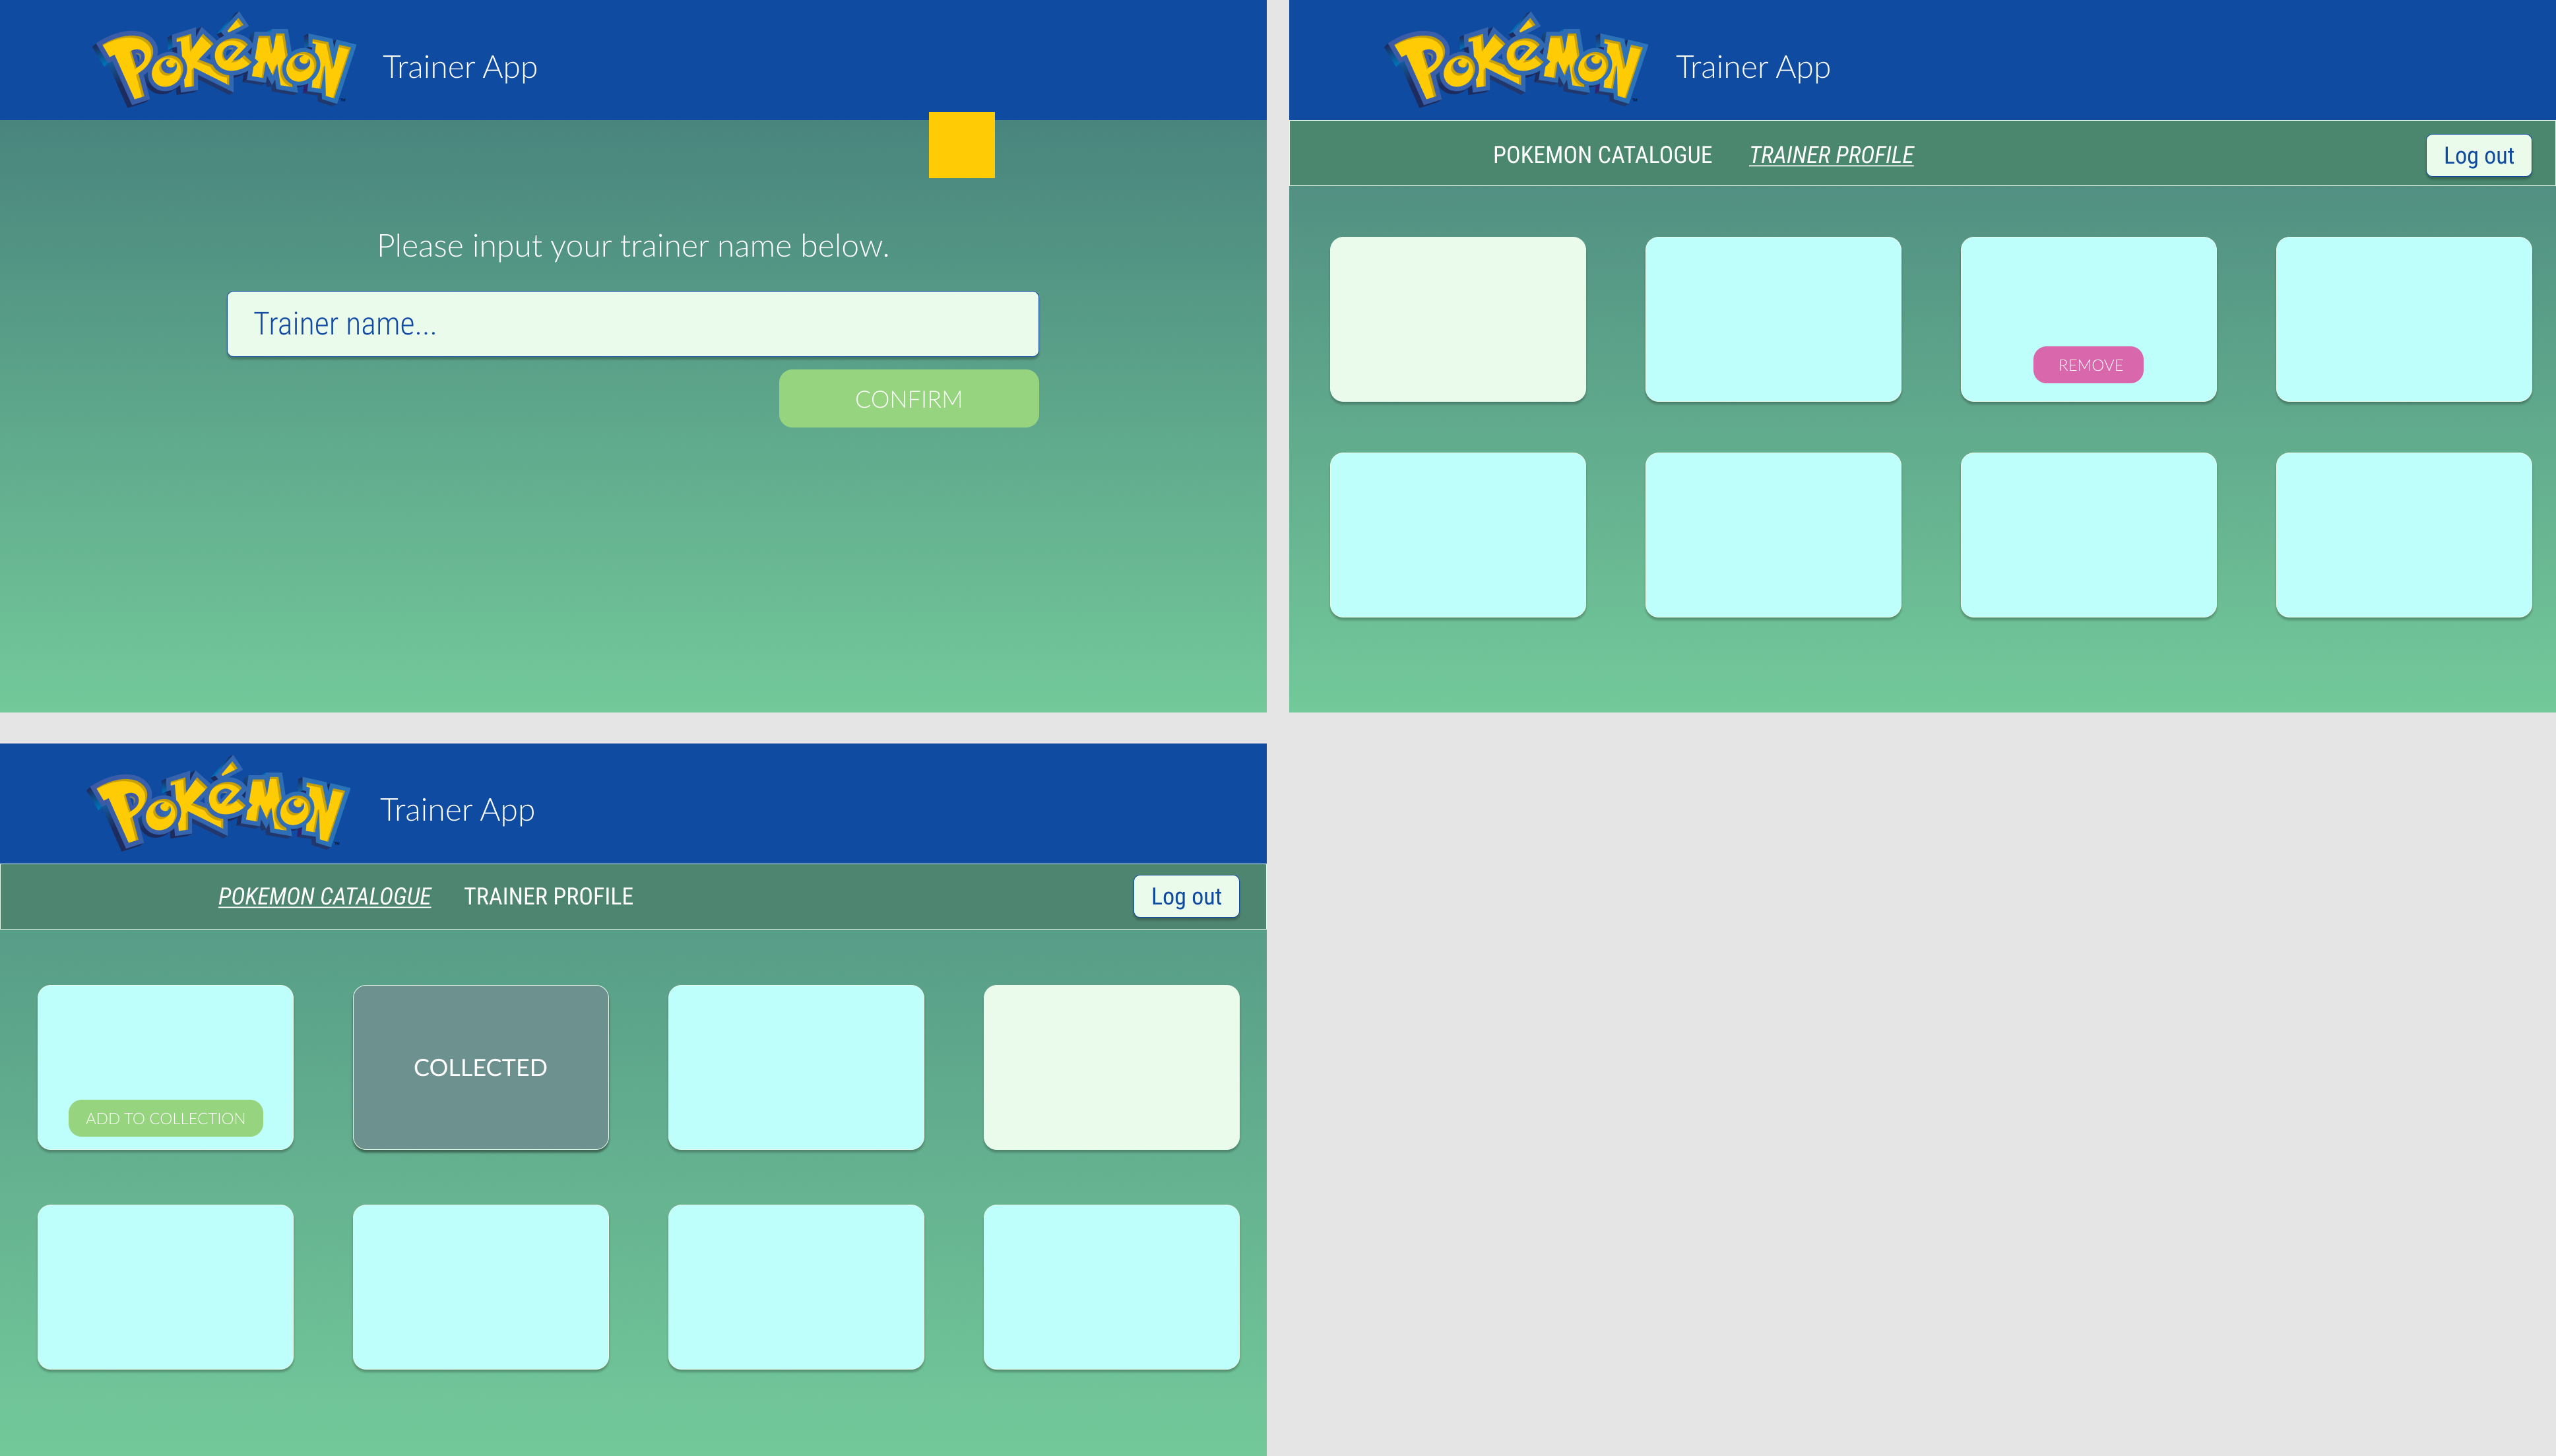 Pokémon Trainer App
Please input your trainer name below.
Trainer name...
CONFIRM
Pokémon Trainer App
POKEMON CATALOGUE TRAINER PROFILE Log out
REMOVE
Pokémon Trainer App
POKEMON CATALOGUE TRAINER PROFILE Log out
COLLECTED
ADD TO COLLECTION